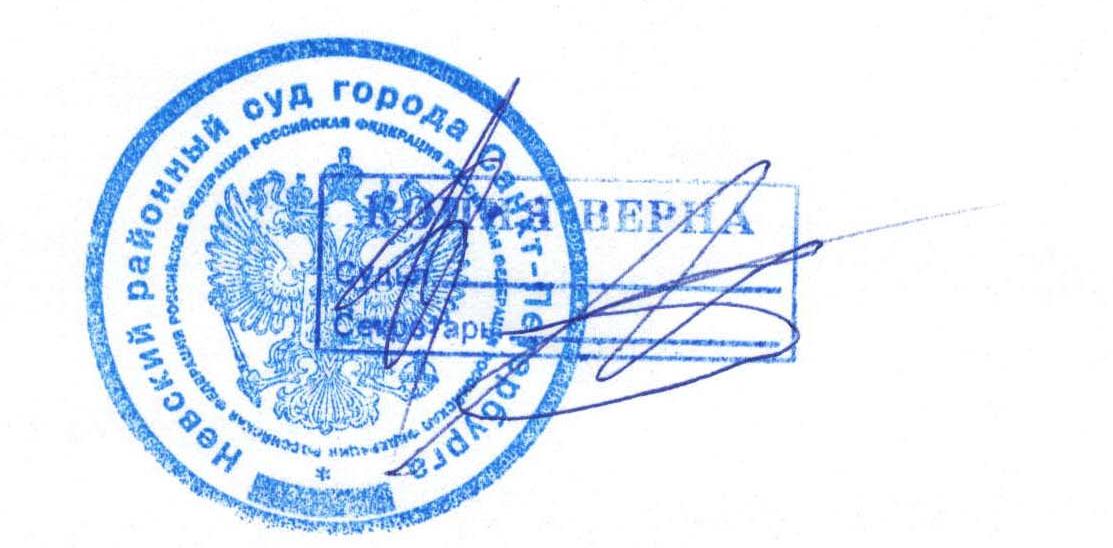 Невский районный суд города Санкт-Петербурга
РОССИЙСКАЯ ФЕДЕРАЦИЯ РОССИЙСКАЯ ФЕДЕРАЦИЯ РОССИЙСКАЯ ФЕДЕРАЦИЯ РОССИЙСКАЯ ФЕДЕРАЦИЯ РОССИЙСКАЯ ФЕДЕРАЦИЯ
*
КОПИЯ ВЕРНА
Судья
Секретарь